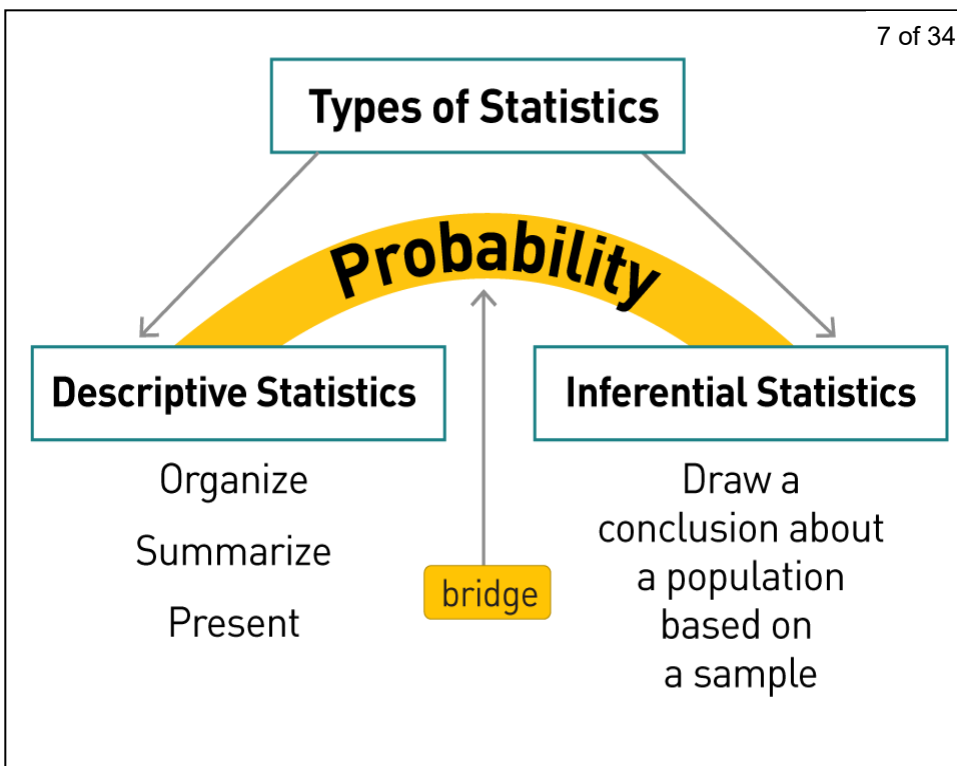 7 of 34
Types of Statistics
Probability
Descriptive Statistics
Organize
Summarize
Present
bridge
Inferential Statistics
Draw a
conclusion about
a population
based on
a sample